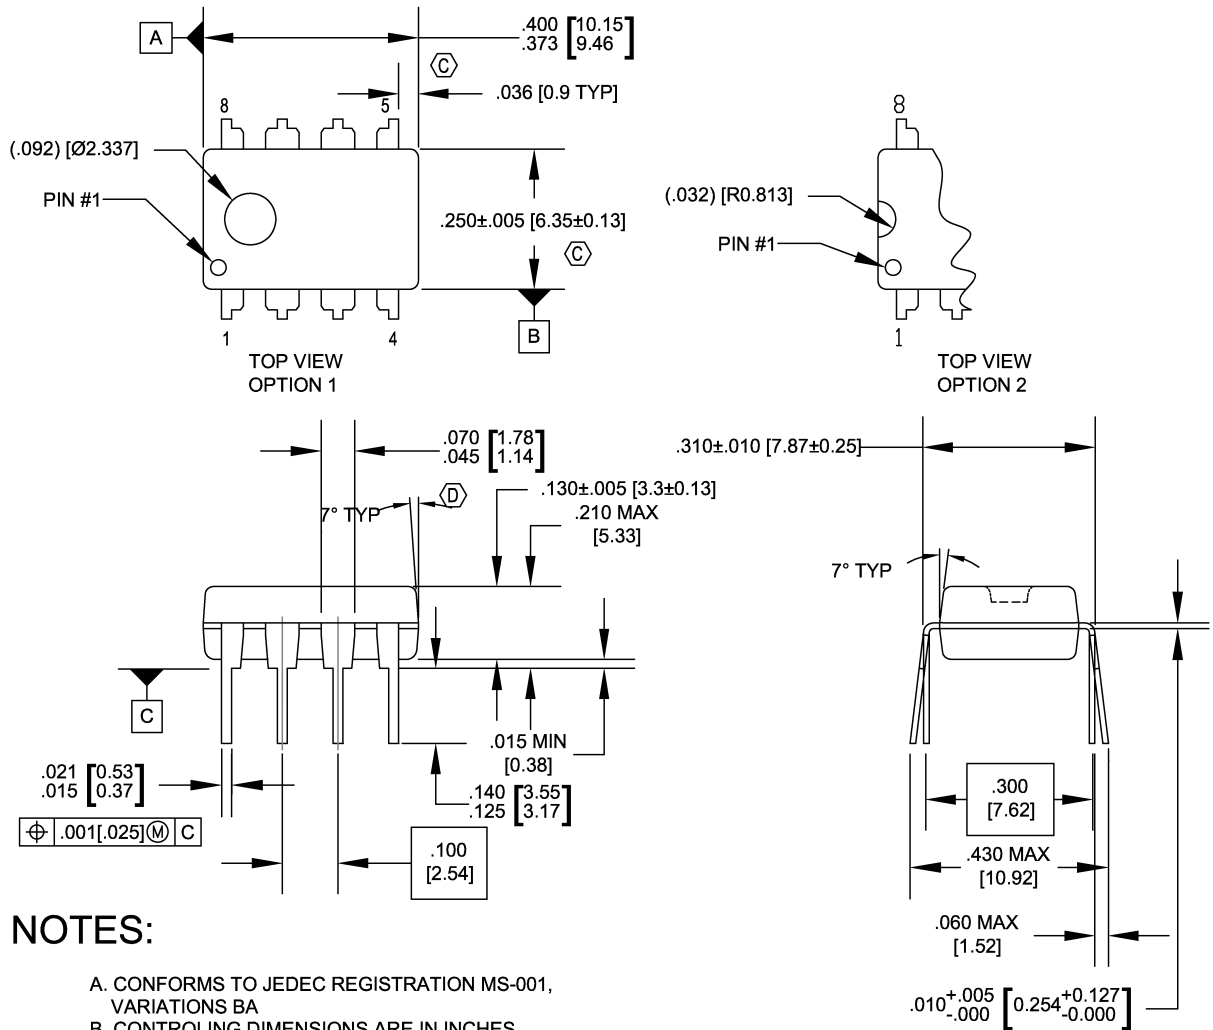 A
.400 [10.15]
.373 [9.46]
C
.036 [0.9 TYP]
8
5
(.092) [Ø2.337]
PIN #1
.250±.005 [6.35±0.13]
C
B
1
4
TOP VIEW
OPTION 1
8
(.032) [R0.813]
PIN #1
1
TOP VIEW
OPTION 2
.070 [1.78]
.045 [1.14]
7° TYP
D
.130±.005 [3.3±0.13]
.210 MAX
[5.33]
C
.015 MIN
[0.38]
.021 [0.53]
.015 [0.37]
.140 [3.55]
.125 [3.17]
⌖ .001[.025]Ⓜ C
.100
[2.54]
.310±.010 [7.87±0.25]
7° TYP
.300
[7.62]
.430 MAX
[10.92]
.060 MAX
[1.52]
.010+.005-.000 [0.254+0.127-0.000]
NOTES:
A. CONFORMS TO JEDEC REGISTRATION MS-001,
VARIATIONS BA
B. CONTROLING DIMENSIONS ARE IN INCHES